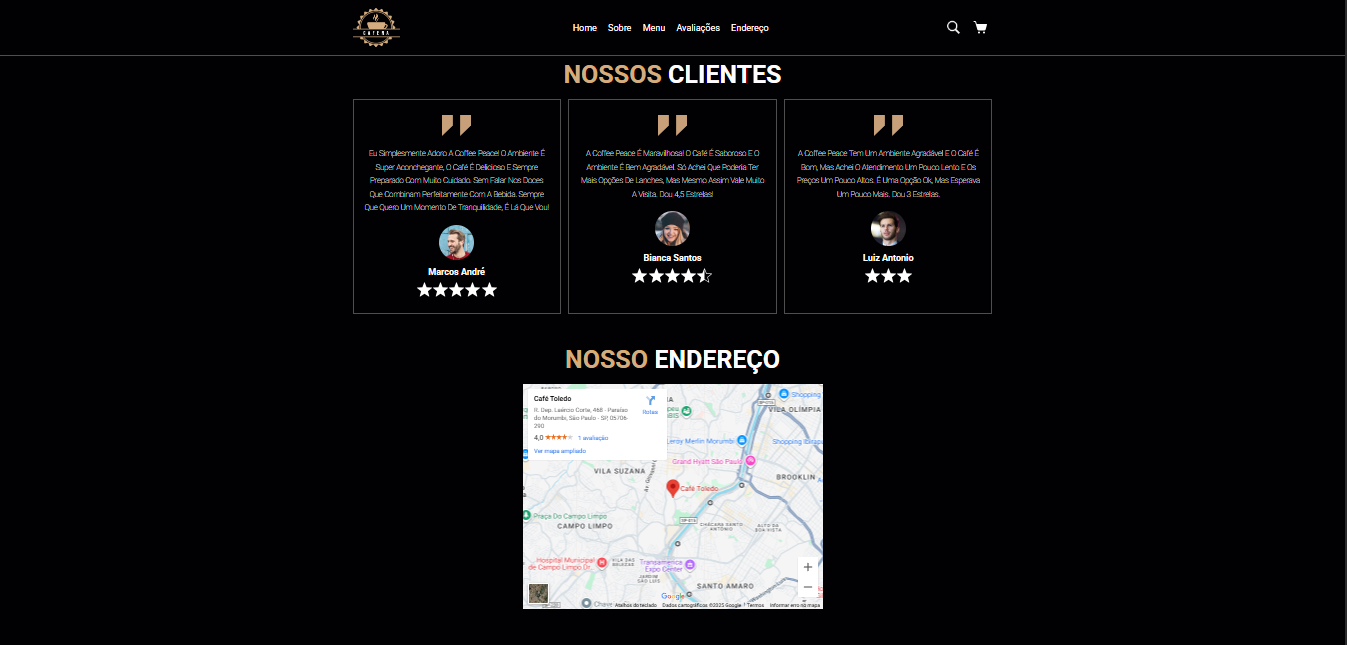 Home Sobre Menu Avaliações Endereço
NOSSOS CLIENTES
Eu Simplesmente Adoro A Coffee Peace! O Ambiente É
Super Aconchegante, O Café É Delicioso E Sempre
Preparado Com Muito Cuidado. Sem Falar Nos Doces
Que Combinam Perfeitamente Com A Bebida. Sempre
Que Quero Um Momento De Tranquilidade, É Lá Que Vou!
Marcos André
A Coffee Peace É Maravilhosa! O Café É Saboroso E O
Ambiente É Bem Agradável. Só Achei Que Poderia Ter
Mais Opções De Lanches, Mas Mesmo Assim Vale Muito
A Visita. Dou 4,5 Estrelas!
Bianca Santos
A Coffee Peace Tem Um Ambiente Agradável E O Café É
Bom, Mas Achei O Atendimento Um Pouco Lento E Os
Preços Um Pouco Altos. É Uma Opção Ok, Mas Esperava
Um Pouco Mais. Dou 3 Estrelas.
Luiz Antonio
NOSSO ENDEREÇO
Café Toledo
R. Dep. Laércio Corte, 468 - Paraíso
do Morumbi, São Paulo - SP, 05706-
290
Rotas
4,0 1 avaliação
Ver mapa ampliado
Shopping
VILA OLÍMPIA
Leroy Merlin Morumbi
Shopping Ibirap
Grand Hyatt São Paulo
VILA SUZANA
BROOKLIN
Café Toledo
Praça Do Campo Limpo
CAMPO LIMPO
CHÁCARA SANTO
ANTÔNIO
ALTO DA
BOA VISTA
Hospital Municipal
de Campo Limpo Dr.
VILA DAS
BELEZAS
Transamerica
Expo Center
JARDIM
SÃO LUÍS
SANTO AMARO
Google
Atalhos do teclado Dados cartográficos ©2025 Google Termos Informar erro no mapa